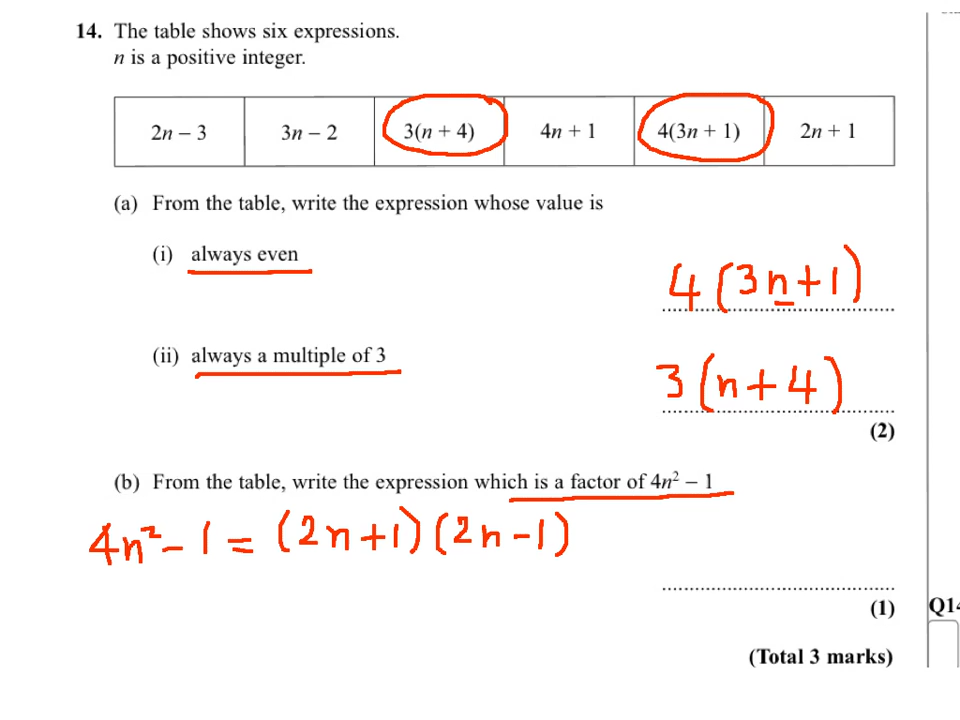 14. The table shows six expressions.
n is a positive integer.
2n – 3 3n – 2 3(n + 4) 4n + 1 4(3n + 1) 2n + 1
(a) From the table, write the expression whose value is
(i) always even
4(3n+1)
(ii) always a multiple of 3
3(n+4)
(2)
(b) From the table, write the expression which is a factor of 4n² – 1
4n²-1=(2n+1)(2n-1)
(1)
(Total 3 marks)